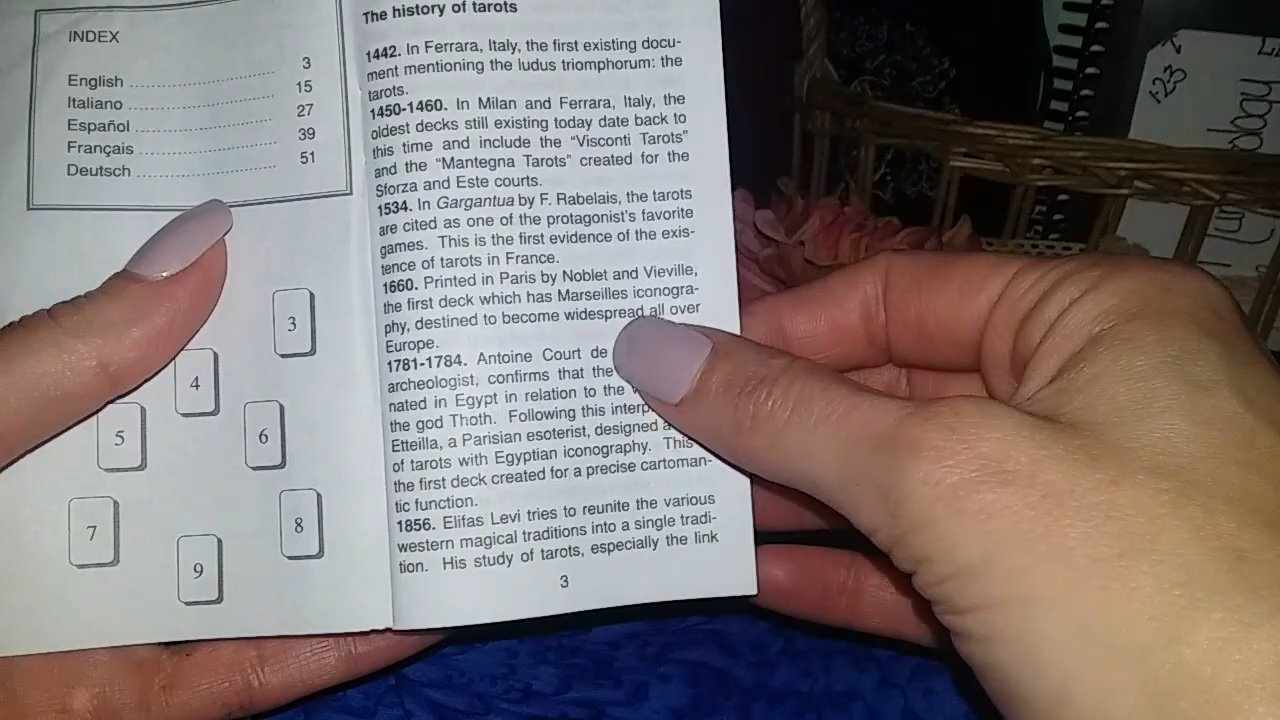 INDEX
English 3
Italiano 15
Español 27
Français 39
Deutsch 51
3
4
5
6
7
8
9
The history of tarots
1442. In Ferrara, Italy, the first existing docu-
ment mentioning the ludus triomphorum: the
tarots.
1450-1460. In Milan and Ferrara, Italy, the
oldest decks still existing today date back to
this time and include the “Visconti Tarots”
and the “Mantegna Tarots” created for the
Sforza and Este courts.
1534. In Gargantua by F. Rabelais, the tarots
are cited as one of the protagonist's favorite
games. This is the first evidence of the exis-
tence of tarots in France.
1660. Printed in Paris by Noblet and Vieville,
the first deck which has Marseilles iconogra-
phy, destined to become widespread all over
Europe.
1781-1784. Antoine Court de
archeologist, confirms that the
nated in Egypt in relation to the
the god Thoth. Following this
Etteilla, a Parisian esoterist, designed
of tarots with Egyptian iconography. This
the first deck created for a precise cartoman-
tic function.
1856. Elifas Levi tries to reunite the various
western magical traditions into a single tradi-
tion. His study of tarots, especially the link
3
123